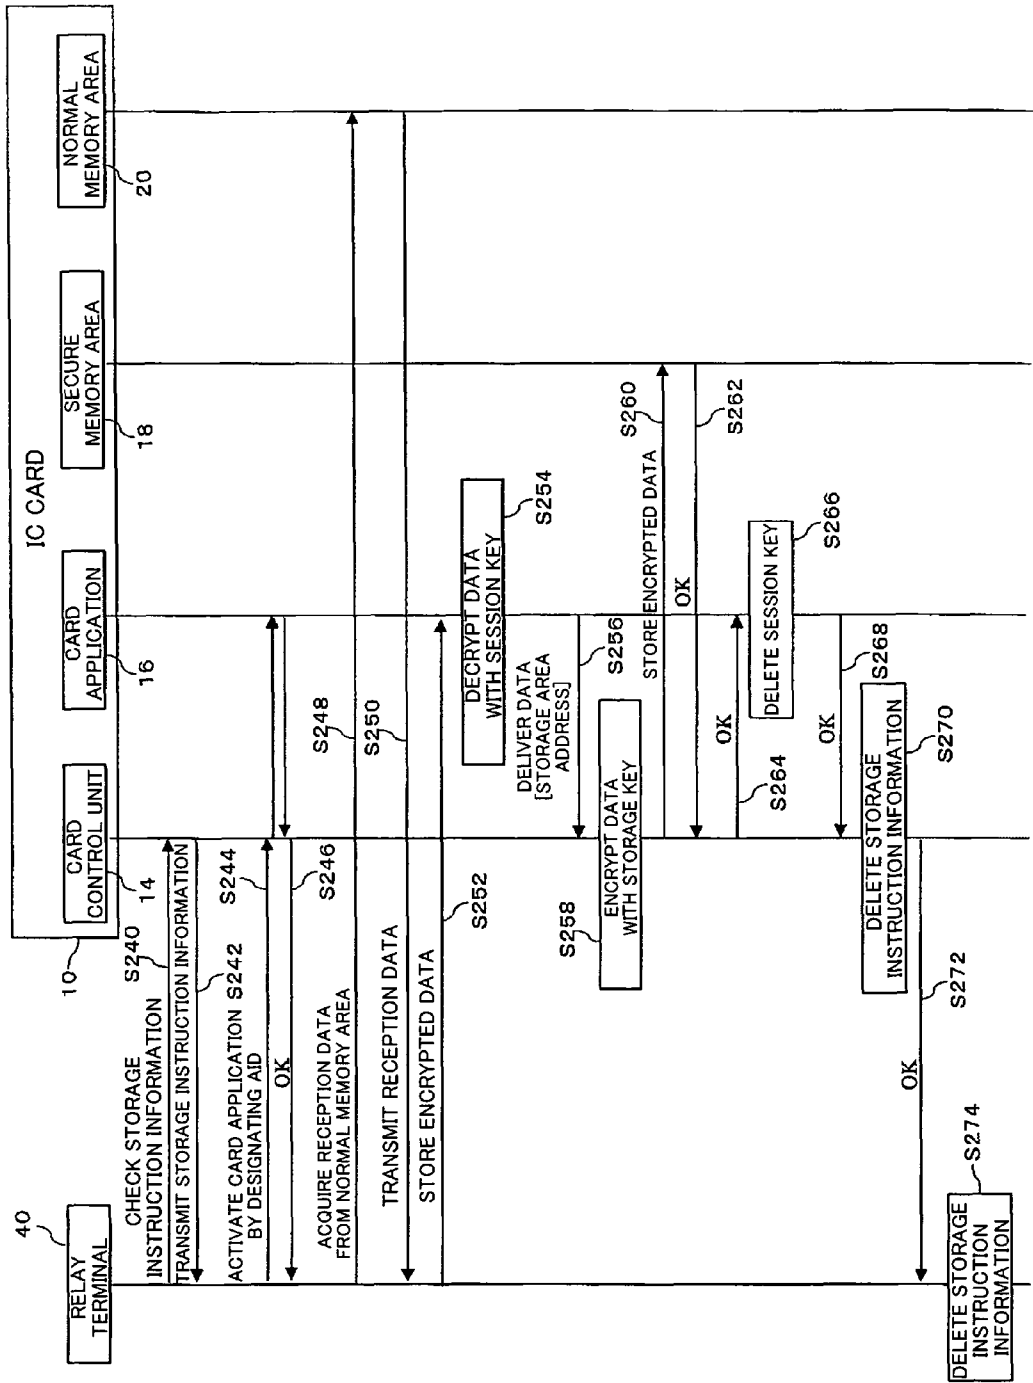 IC CARD
RELAY
TERMINAL
40
10
CARD
CONTROL UNIT
14
CARD
APPLICATION
16
SECURE
MEMORY AREA
18
NORMAL
MEMORY AREA
20
CHECK STORAGE
INSTRUCTION INFORMATION
S240
TRANSMIT STORAGE INSTRUCTION INFORMATION
S242
ACTIVATE CARD APPLICATION
BY DESIGNATING AID
S244
OK
S246
ACQUIRE RECEPTION DATA
FROM NORMAL MEMORY AREA
S248
TRANSMIT RECEPTION DATA
S250
STORE ENCRYPTED DATA
S252
DECRYPT DATA
WITH SESSION KEY
S254
DELIVER DATA
[STORAGE AREA
ADDRESS]
S256
ENCRYPT DATA
WITH STORAGE KEY
S258
STORE ENCRYPTED DATA
S260
OK
S262
OK
S264
DELETE SESSION KEY
S266
OK
S268
DELETE STORAGE
INSTRUCTION INFORMATION
S270
OK
S272
DELETE STORAGE
INSTRUCTION
INFORMATION
S274